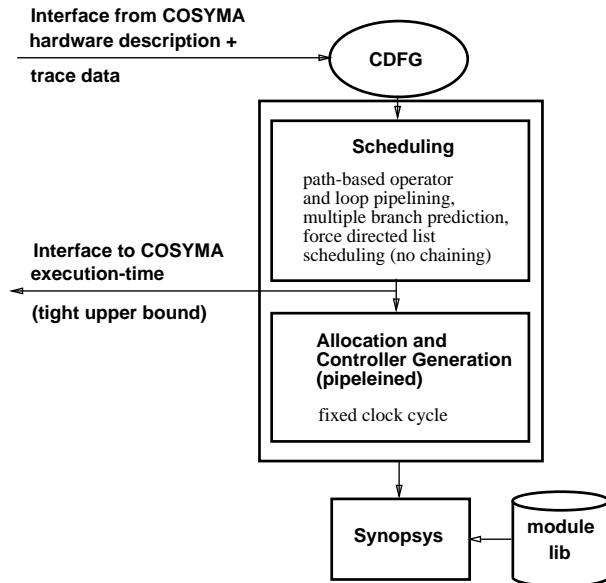 Interface from COSYMA
hardware description +
trace data
CDFG
Scheduling
path-based operator
and loop pipelining,
multiple branch prediction,
force directed list
scheduling (no chaining)
Interface to COSYMA
execution-time
(tight upper bound)
Allocation and
Controller Generation
(pipeleined)
fixed clock cycle
Synopsys
module
lib